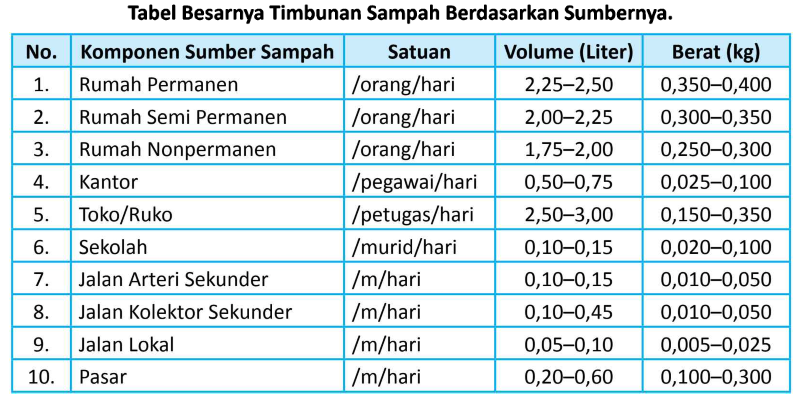 Tabel Besarnya Timbunan Sampah Berdasarkan Sumbernya.
No. Komponen Sumber Sampah Satuan Volume (Liter) Berat (kg)
1. Rumah Permanen /orang/hari 2,25–2,50 0,350–0,400
2. Rumah Semi Permanen /orang/hari 2,00–2,25 0,300–0,350
3. Rumah Nonpermanen /orang/hari 1,75–2,00 0,250–0,300
4. Kantor /pegawai/hari 0,50–0,75 0,025–0,100
5. Toko/Ruko /petugas/hari 2,50–3,00 0,150–0,350
6. Sekolah /murid/hari 0,10–0,15 0,020–0,100
7. Jalan Arteri Sekunder /m/hari 0,10–0,15 0,010–0,050
8. Jalan Kolektor Sekunder /m/hari 0,10–0,45 0,010–0,050
9. Jalan Lokal /m/hari 0,05–0,10 0,005–0,025
10. Pasar /m/hari 0,20–0,60 0,100–0,300